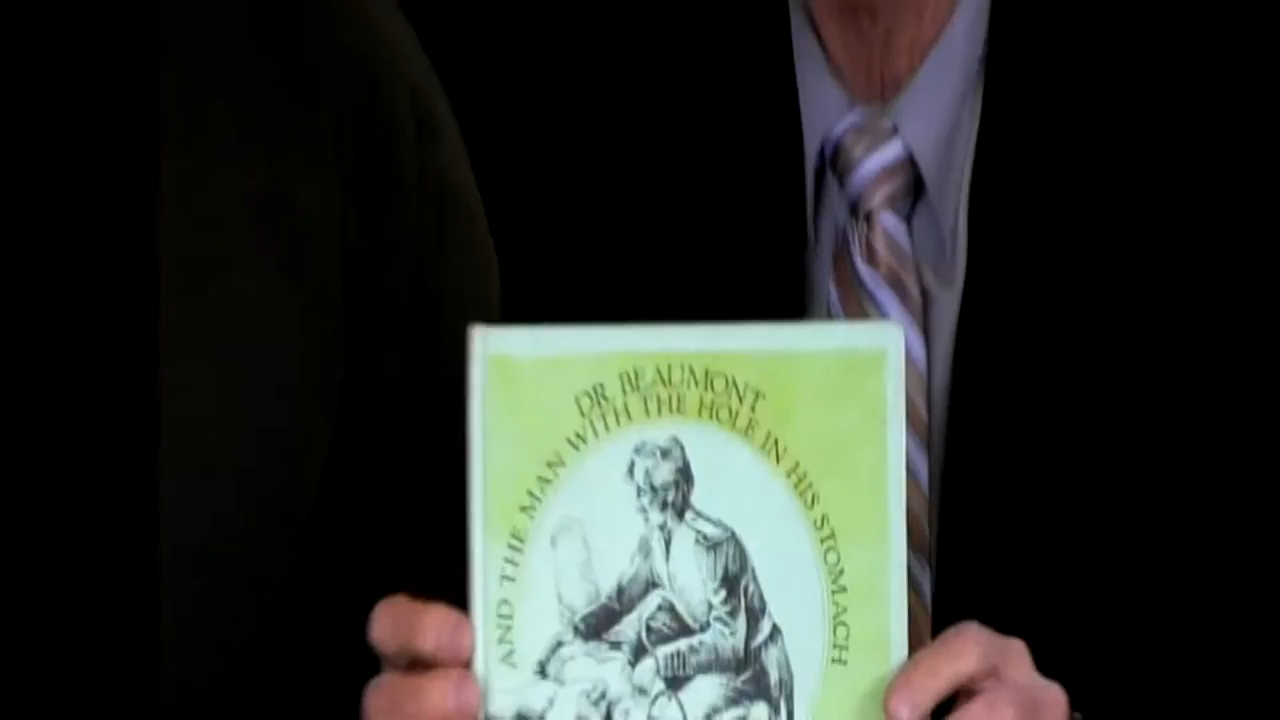 DR. BEAUMONT
AND THE MAN WITH THE HOLE IN HIS STOMACH